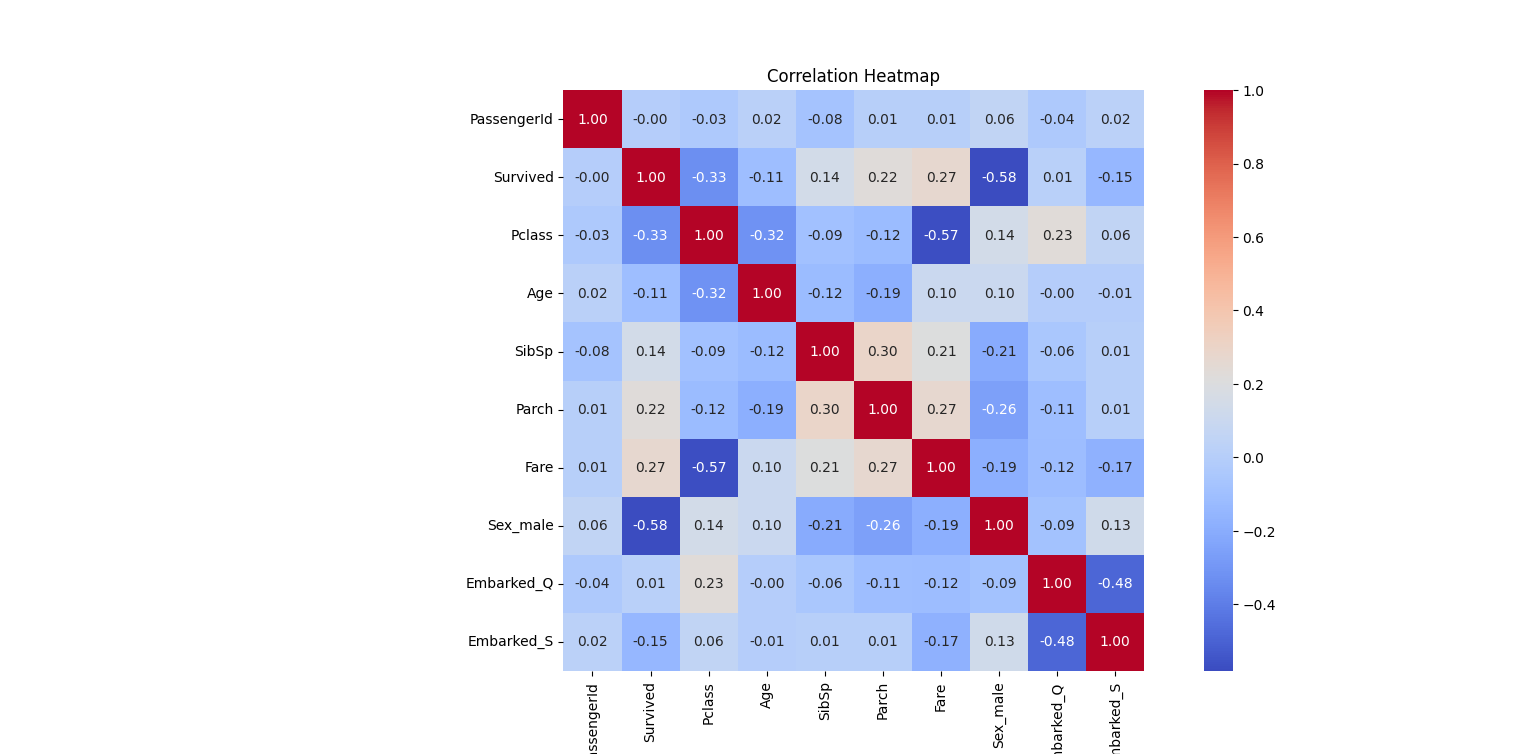 Correlation Heatmap
PassengerId 1.00 -0.00 -0.03 0.02 -0.08 0.01 0.01 0.06 -0.04 0.02
Survived -0.00 1.00 -0.33 -0.11 0.14 0.22 0.27 -0.58 0.01 -0.15
Pclass -0.03 -0.33 1.00 -0.32 -0.09 -0.12 -0.57 0.14 0.23 0.06
Age 0.02 -0.11 -0.32 1.00 -0.12 -0.19 0.10 0.10 -0.00 -0.01
SibSp -0.08 0.14 -0.09 -0.12 1.00 0.30 0.21 -0.21 -0.06 0.01
Parch 0.01 0.22 -0.12 -0.19 0.30 1.00 0.27 -0.26 -0.11 0.01
Fare 0.01 0.27 -0.57 0.10 0.21 0.27 1.00 -0.19 -0.12 -0.17
Sex_male 0.06 -0.58 0.14 0.10 -0.21 -0.26 -0.19 1.00 -0.09 0.13
Embarked_Q -0.04 0.01 0.23 -0.00 -0.06 -0.11 -0.12 -0.09 1.00 -0.48
Embarked_S 0.02 -0.15 0.06 -0.01 0.01 0.01 -0.17 0.13 -0.48 1.00
assengerId
Survived
Pclass
Age
SibSp
Parch
Fare
Sex_male
nbarked_Q
nbarked_S
1.0
0.8
0.6
0.4
0.2
0.0
−0.2
−0.4